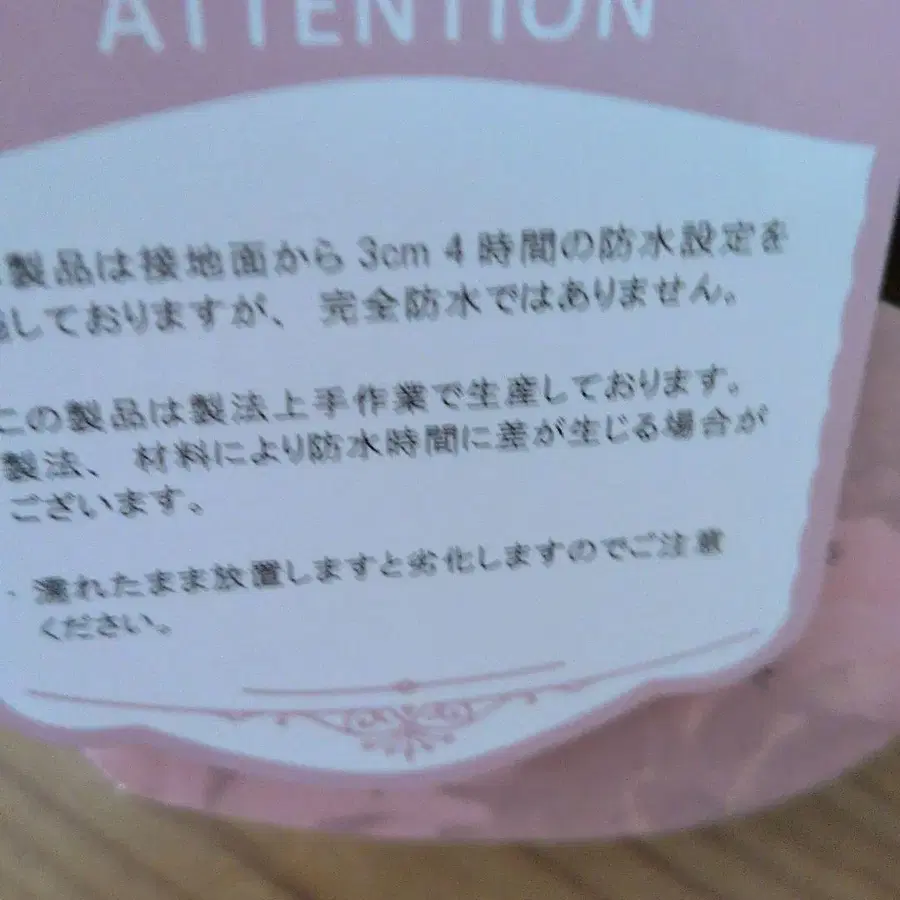 ATTENTION
製品は接地面から 3cm 4 時間の防水設定を
しておりますが、 完全防水ではありません。
この製品は製法上手作業で生産しております。
製法、 材料により防水時間に差が生じる場合が
ございます。
・ 濡れたまま放置しますと劣化しますのでご注意
ください。